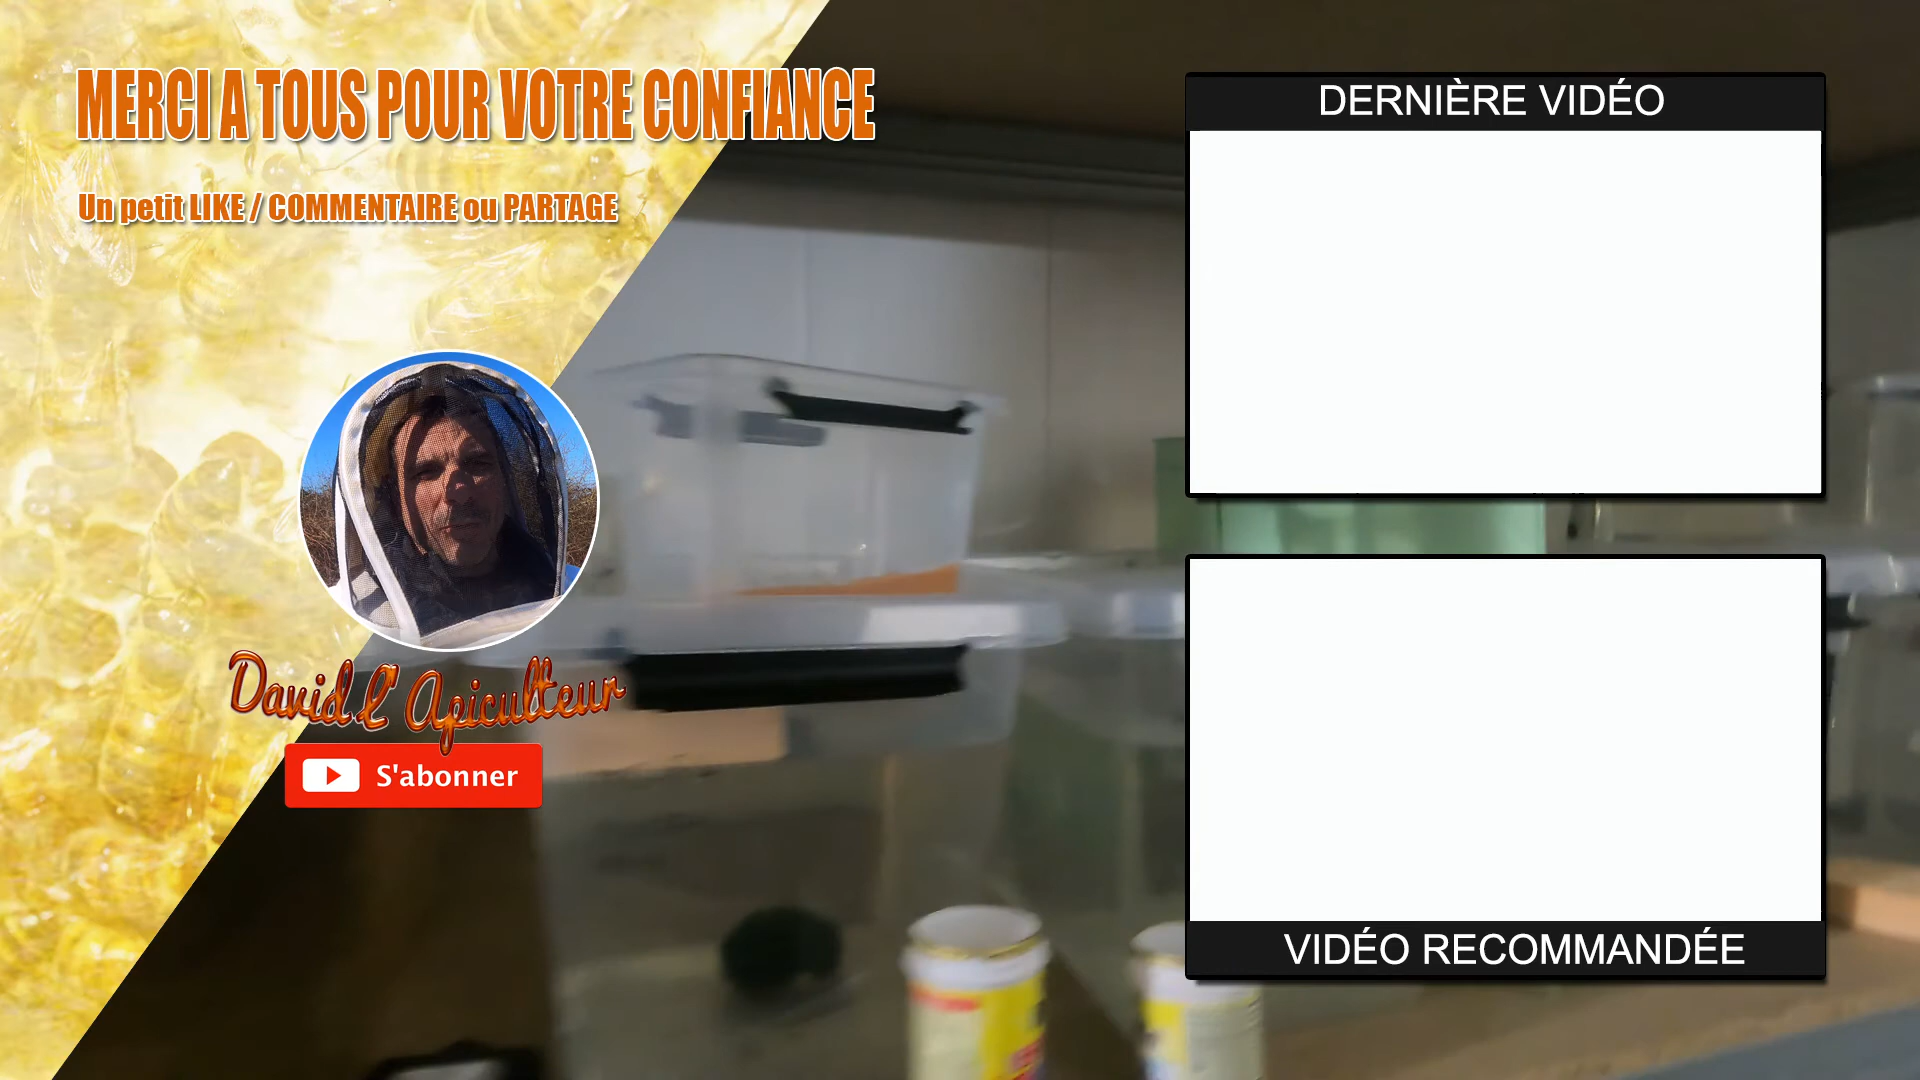 MERCI A TOUS POUR VOTRE CONFIANCE
Un petit LIKE / COMMENTAIRE ou PARTAGE
David l'Apiculteur
S'abonner
DERNIÈRE VIDÉO
VIDÉO RECOMMANDÉE